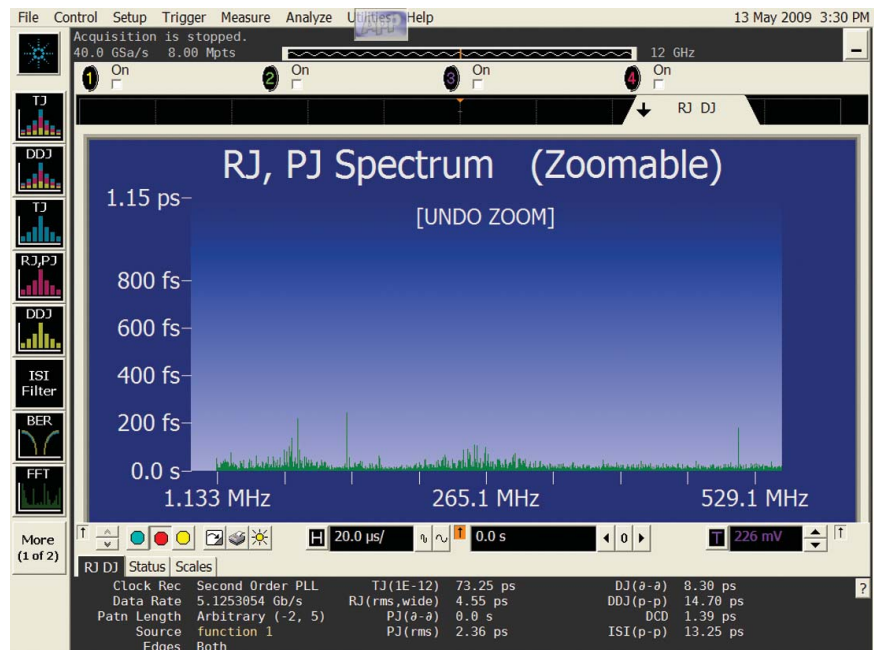 File Control Setup Trigger Measure Analyze Utilities Help 13 May 2009 3:30 PM
Acquisition is stopped.
40.0 GSa/s 8.00 Mpts 12 GHz
1 On 2 On 3 On 4 On
RJ DJ
TJ
DDJ
TJ
RJ,PJ
DDJ
ISI
Filter
BER
FFT
More
(1 of 2)
RJ, PJ Spectrum (Zoomable)
[UNDO ZOOM]
1.15 ps
800 fs
600 fs
400 fs
200 fs
0.0 s
1.133 MHz 265.1 MHz 529.1 MHz
H 20.0 µs/ 0.0 s 0 T 226 mV
RJ DJ Status Scales
?
Clock Rec Second Order PLL TJ(1E-12) 73.25 ps DJ(∂-∂) 8.30 ps
Data Rate 5.1253054 Gb/s RJ(rms,wide) 4.55 ps DDJ(p-p) 14.70 ps
Patn Length Arbitrary (-2, 5) PJ(∂-∂) 0.0 s DCD 1.39 ps
Source function 1 PJ(rms) 2.36 ps ISI(p-p) 13.25 ps
Edges Both